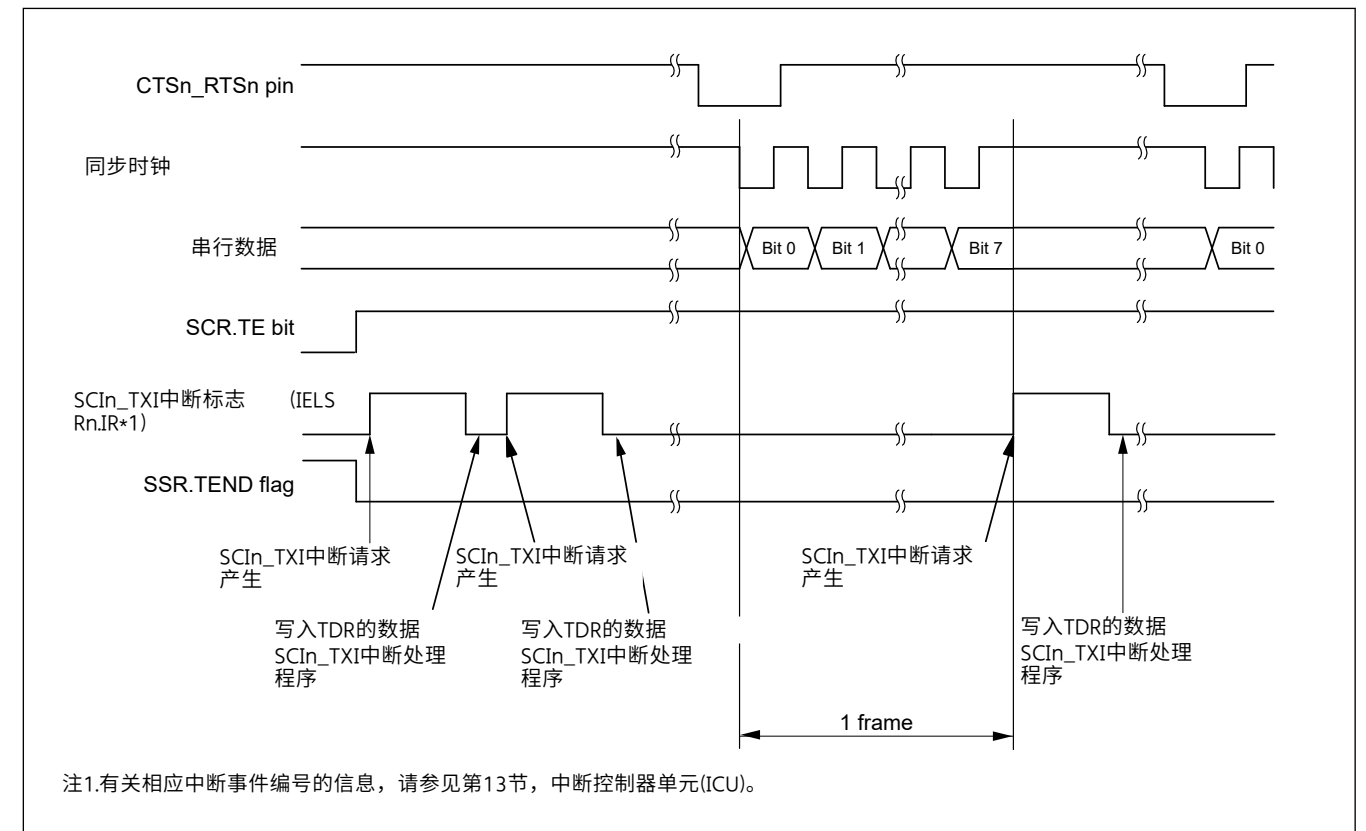 CTSn_RTSn pin
同步时钟
串行数据
Bit 0
Bit 1
Bit 7
Bit 0
SCR.TE bit
SCIn_TXI中断标志 (IELS
Rn.IR*1)
SSR.TEND flag
SCIn_TXI中断请求
产生
SCIn_TXI中断请求
产生
SCIn_TXI中断请求
产生
写入TDR的数据
SCIn_TXI中断处理
程序
写入TDR的数据
SCIn_TXI中断处理
程序
写入TDR的数据
SCIn_TXI中断处理
程序
1 frame
注1.有关相应中断事件编号的信息，请参见第13节，中断控制器单元(ICU)。